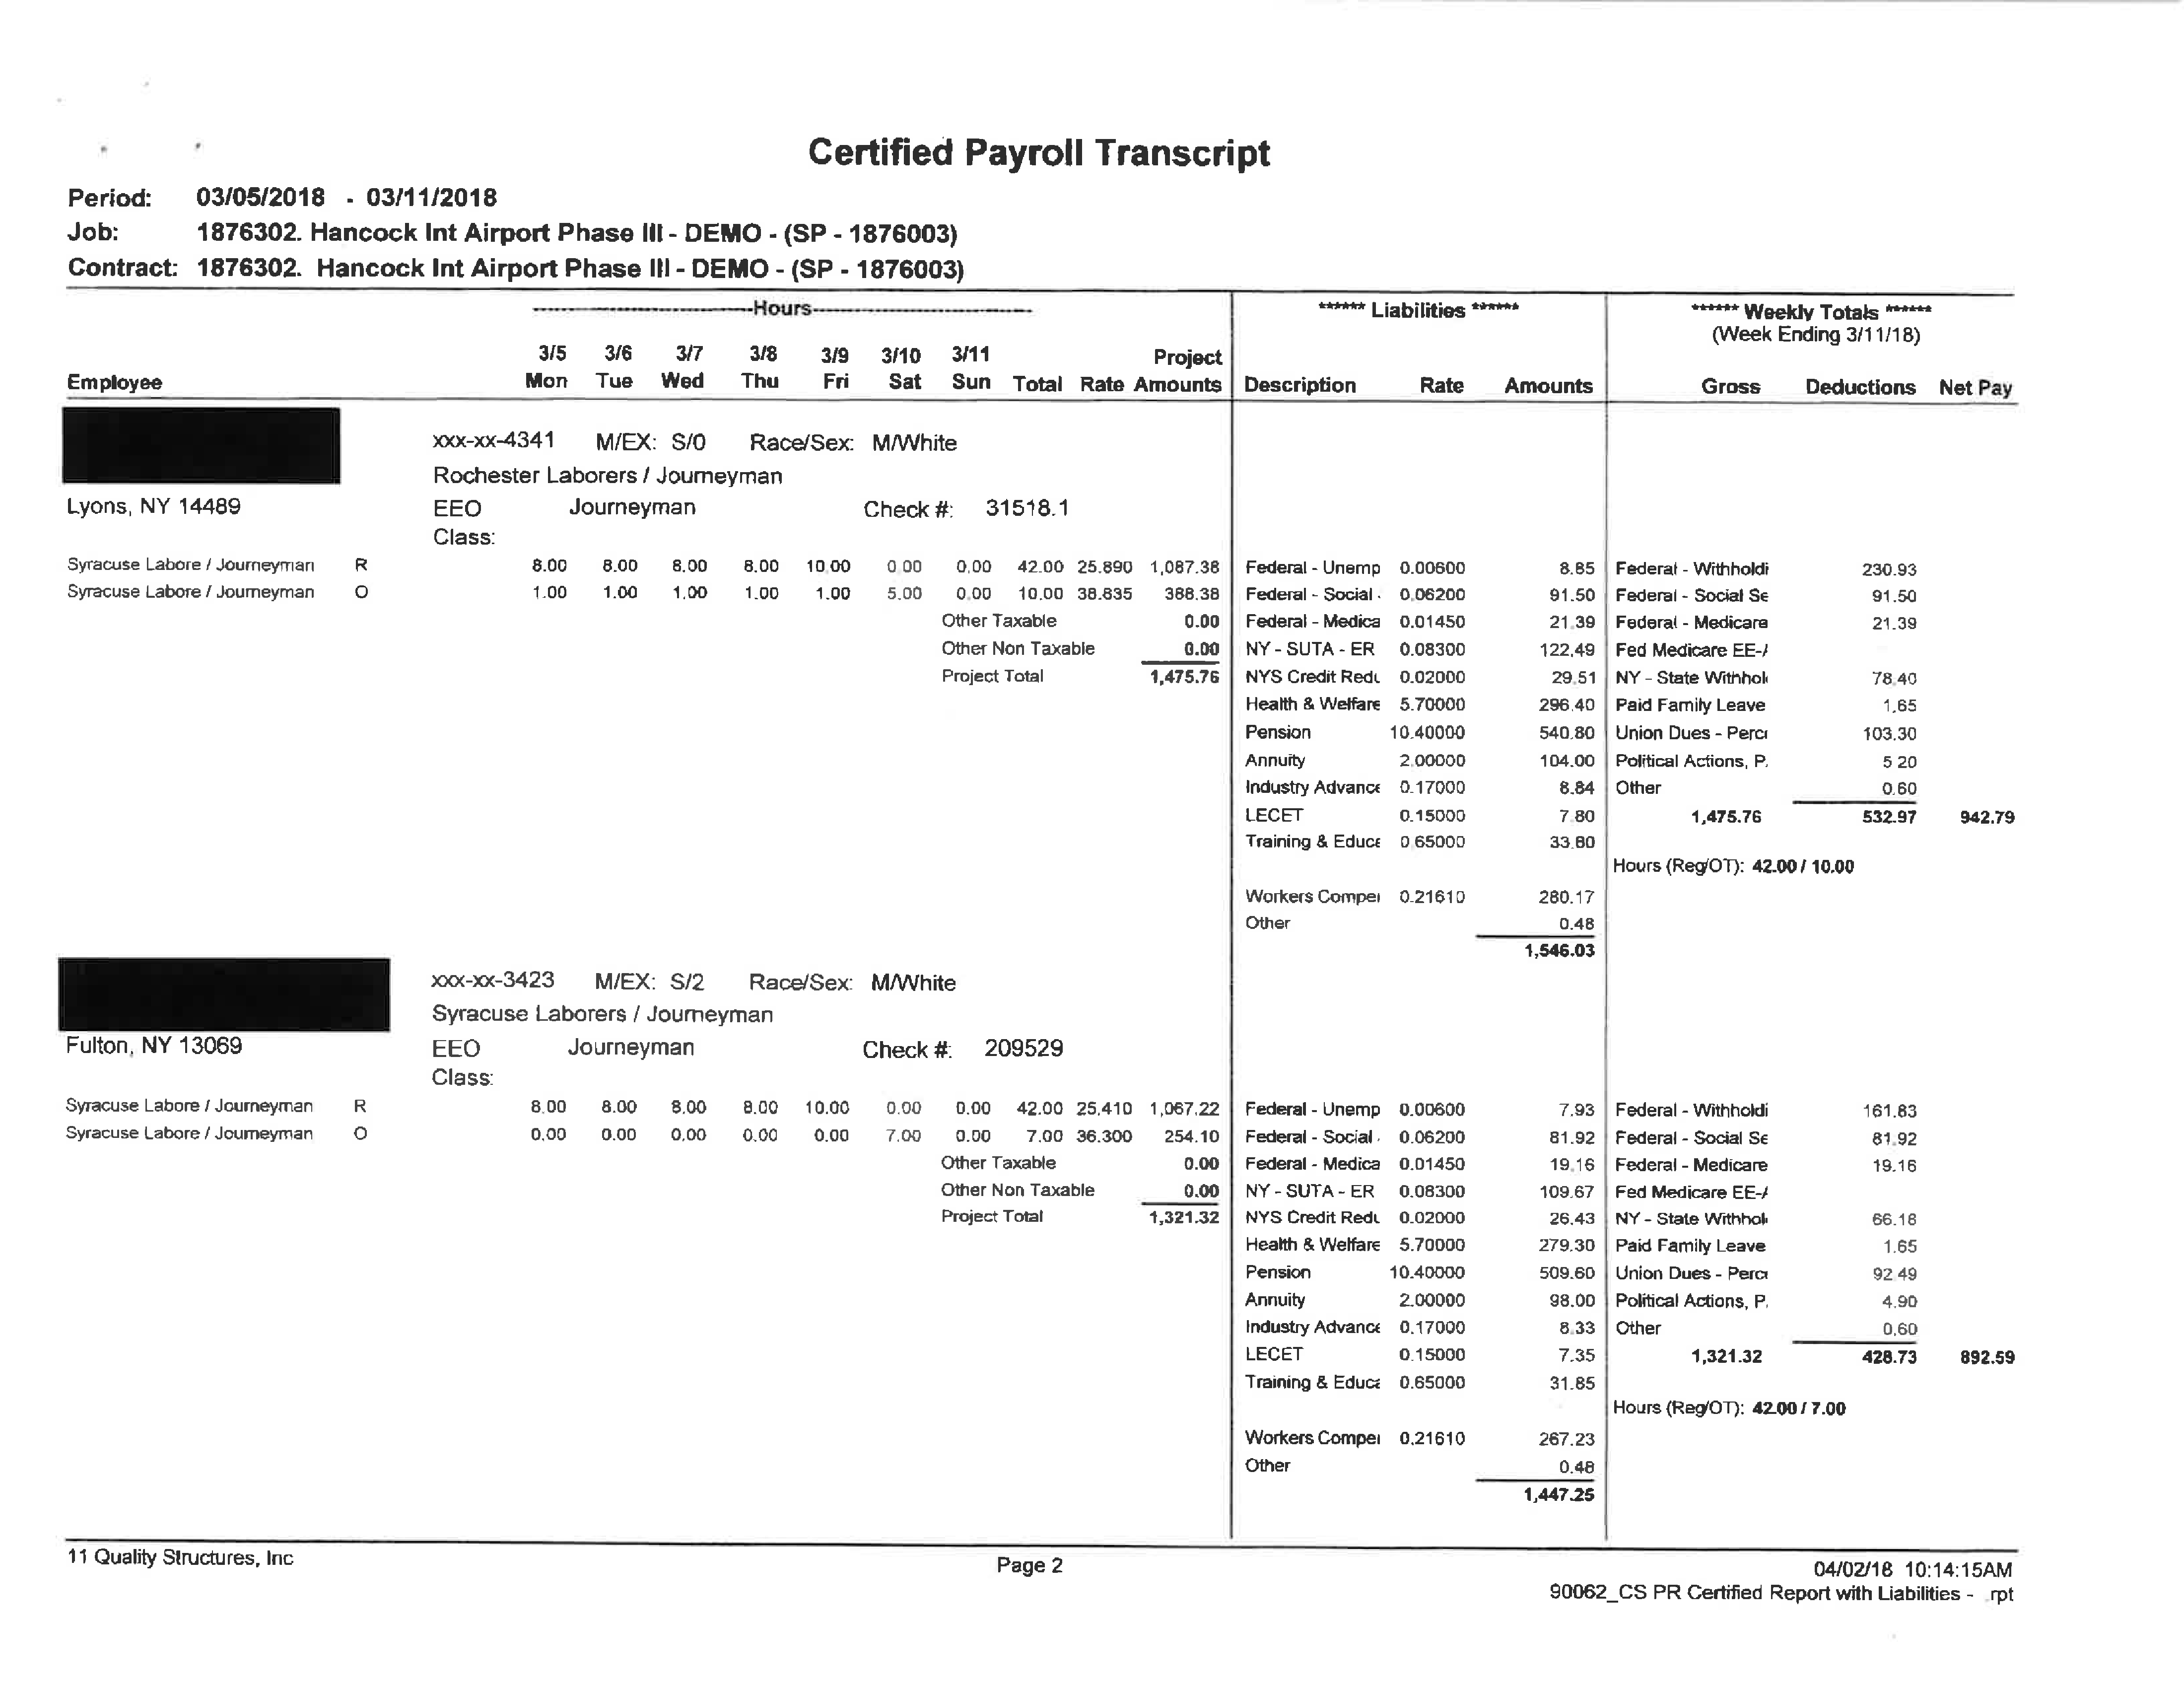 Certified Payroll Transcript
Period: 03/05/2018 - 03/11/2018
Job: 1876302. Hancock Int Airport Phase III - DEMO - (SP - 1876003)
Contract: 1876302. Hancock Int Airport Phase III - DEMO - (SP - 1876003)
-----Hours----- ****** Liabilities ****** ****** Weekly Totals ******
(Week Ending 3/11/18)
3/5 3/6 3/7 3/8 3/9 3/10 3/11 Project
Employee Mon Tue Wed Thu Fri Sat Sun Total Rate Amounts Description Rate Amounts Gross Deductions Net Pay
xxx-xx-4341 M/EX: S/0 Race/Sex: M/White
Rochester Laborers / Journeyman
Lyons, NY 14489 EEO Journeyman Check #: 31518.1
Class:
Syracuse Labore / Journeyman R 8.00 8.00 8.00 8.00 10.00 0.00 0.00 42.00 25.890 1,087.38 Federal - Unemp 0.00600 8.85 Federal - Withholdi 230.93
Syracuse Labore / Journeyman O 1.00 1.00 1.00 1.00 1.00 5.00 0.00 10.00 38.835 388.38 Federal - Social 0.06200 91.50 Federal - Social Se 91.50
Other Taxable 0.00 Federal - Medica 0.01450 21.39 Federal - Medicare 21.39
Other Non Taxable 0.00 NY - SUTA - ER 0.08300 122.49 Fed Medicare EE-/
Project Total 1,475.76 NYS Credit Redu 0.02000 29.51 NY - State Withhol 78.40
Health & Welfare 5.70000 296.40 Paid Family Leave 1.65
Pension 10.40000 540.80 Union Dues - Perc 103.30
Annuity 2.00000 104.00 Political Actions, P. 5.20
Industry Advance 0.17000 8.84 Other 0.60
LECET 0.15000 7.80 1,475.76 532.97 942.79
Training & Educa 0.65000 33.80
Hours (Reg/OT): 42.00 / 10.00
Workers Compe 0.21610 280.17
Other 0.48
1,546.03
xxx-xx-3423 M/EX: S/2 Race/Sex: M/White
Syracuse Laborers / Journeyman
Fulton, NY 13069 EEO Journeyman Check #: 209529
Class:
Syracuse Labore / Journeyman R 8.00 8.00 8.00 8.00 10.00 0.00 0.00 42.00 25.410 1,067.22 Federal - Unemp 0.00600 7.93 Federal - Withholdi 161.83
Syracuse Labore / Journeyman O 0.00 0.00 0.00 0.00 0.00 7.00 0.00 7.00 36.300 254.10 Federal - Social 0.06200 81.92 Federal - Social Se 81.92
Other Taxable 0.00 Federal - Medica 0.01450 19.16 Federal - Medicare 19.16
Other Non Taxable 0.00 NY - SUTA - ER 0.08300 109.67 Fed Medicare EE-/
Project Total 1,321.32 NYS Credit Redu 0.02000 26.43 NY - State Withhol 66.18
Health & Welfare 5.70000 279.30 Paid Family Leave 1.65
Pension 10.40000 509.60 Union Dues - Perc 92.49
Annuity 2.00000 98.00 Political Actions, P. 4.90
Industry Advance 0.17000 8.33 Other 0.60
LECET 0.15000 7.35 1,321.32 428.73 892.59
Training & Educa 0.65000 31.85
Hours (Reg/OT): 42.00 / 7.00
Workers Compe 0.21610 267.23
Other 0.48
1,447.25
11 Quality Structures, Inc Page 2 04/02/18 10:14:15AM
90062_CS PR Certified Report with Liabilities - .rpt